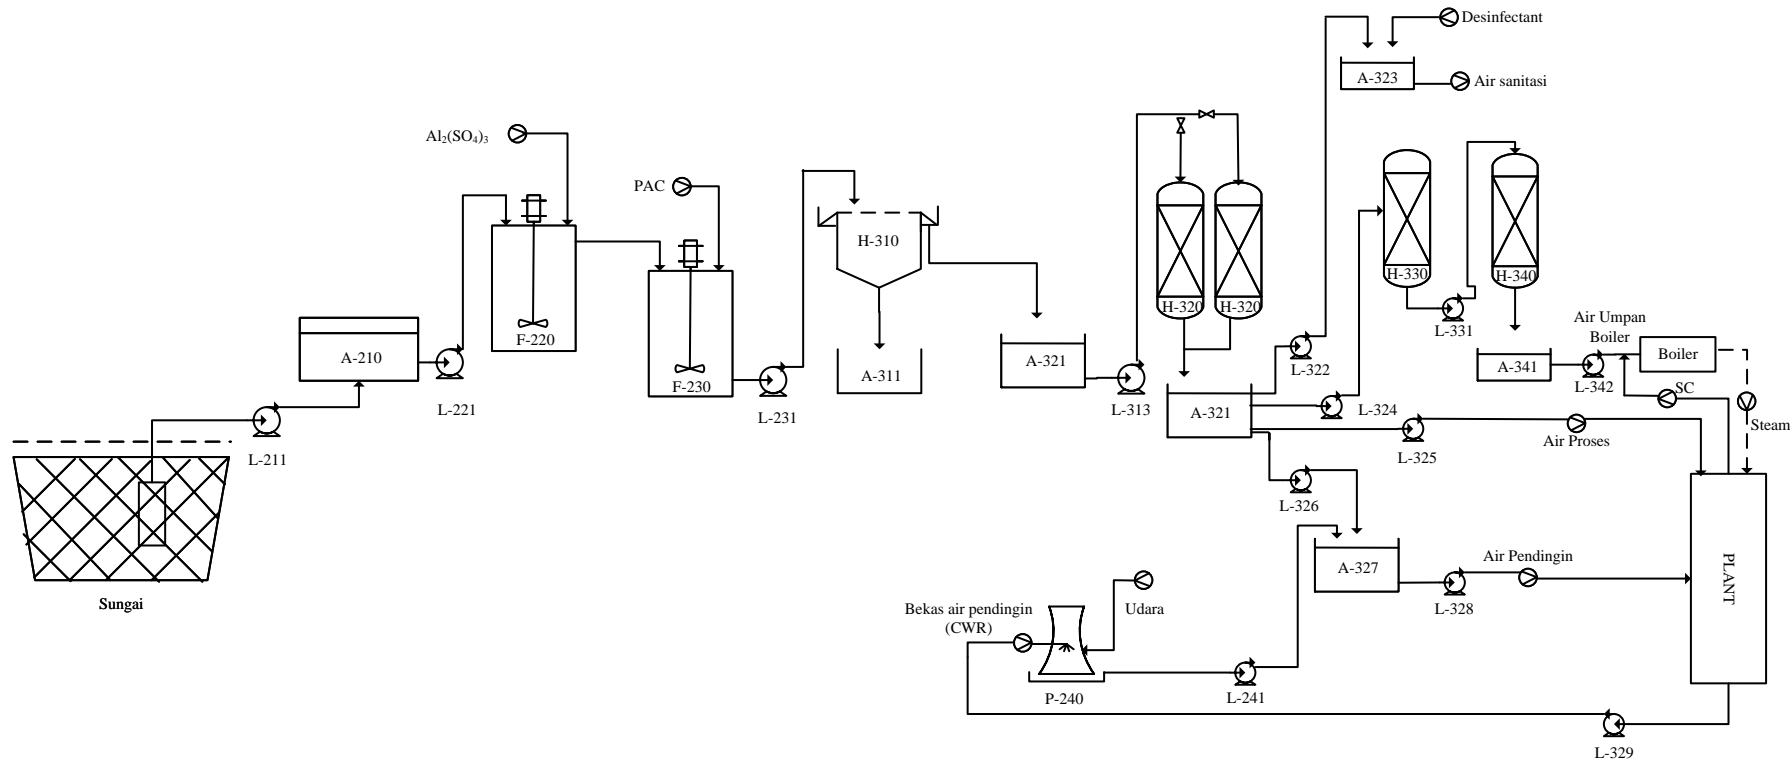 Desinfectant
A-323
Air sanitasi
Al₂(SO₄)₃
PAC
H-310
H-320
H-320
H-330
H-340
L-331
F-220
A-210
L-221
F-230
L-231
A-311
A-321
L-313
L-322
Air Umpan
Boiler
Boiler
A-341
L-342
SC
Steam
A-321
L-324
L-325
Air Proses
L-211
L-326
Sungai
A-327
Air Pendingin
L-328
PLANT
Bekas air pendingin
(CWR)
Udara
P-240
L-241
L-329